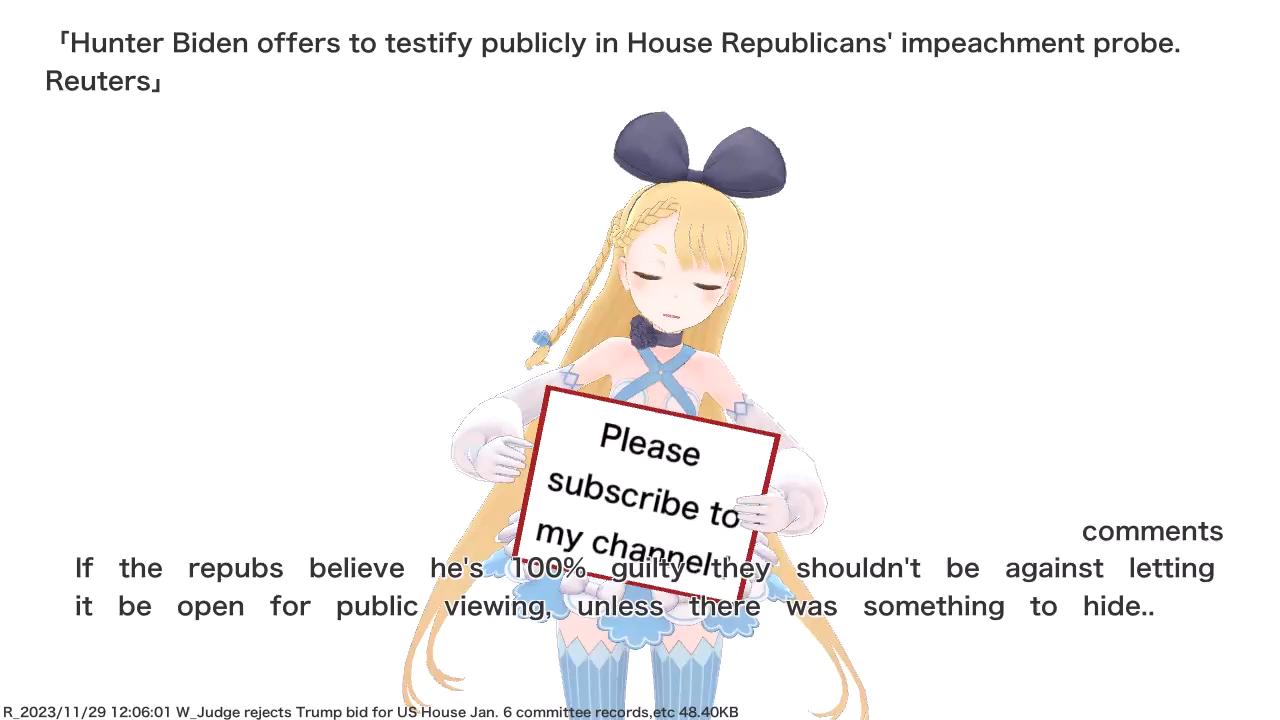 「Hunter Biden offers to testify publicly in House Republicans' impeachment probe.
Reuters」
Please
subscribe to
my channel!
comments
If the repubs believe he's 100% guilty they shouldn't be against letting
it be open for public viewing, unless there was something to hide..
R_2023/11/29 12:06:01 W_Judge rejects Trump bid for US House Jan. 6 committee records,etc 48.40KB